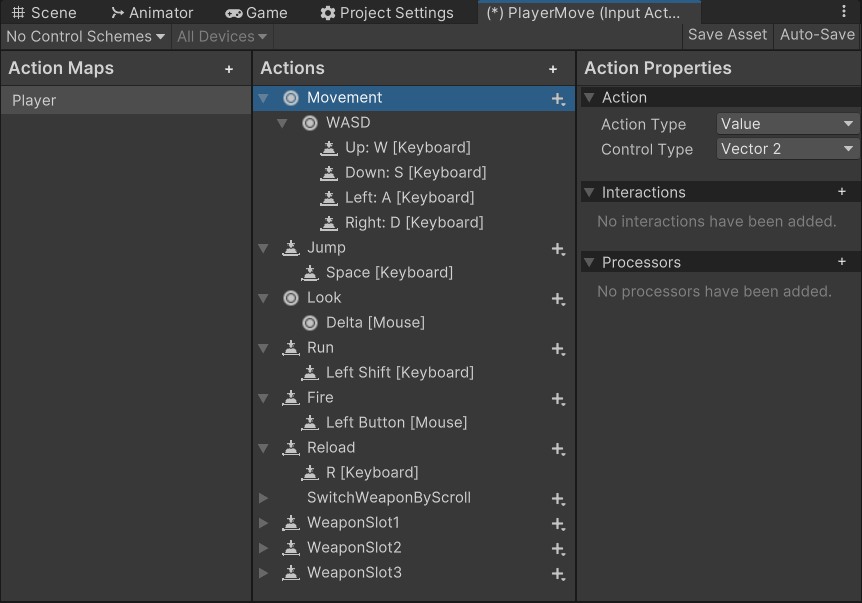 Scene Animator Game Project Settings (*) PlayerMove (Input Act...
No Control Schemes All Devices Save Asset Auto-Save
Action Maps + Actions + Action Properties
Player
Movement
WASD
Up: W [Keyboard]
Down: S [Keyboard]
Left: A [Keyboard]
Right: D [Keyboard]
Jump
Space [Keyboard]
Look
Delta [Mouse]
Run
Left Shift [Keyboard]
Fire
Left Button [Mouse]
Reload
R [Keyboard]
SwitchWeaponByScroll
WeaponSlot1
WeaponSlot2
WeaponSlot3
Action
Action Type Value
Control Type Vector 2
Interactions +
No interactions have been added.
Processors +
No processors have been added.